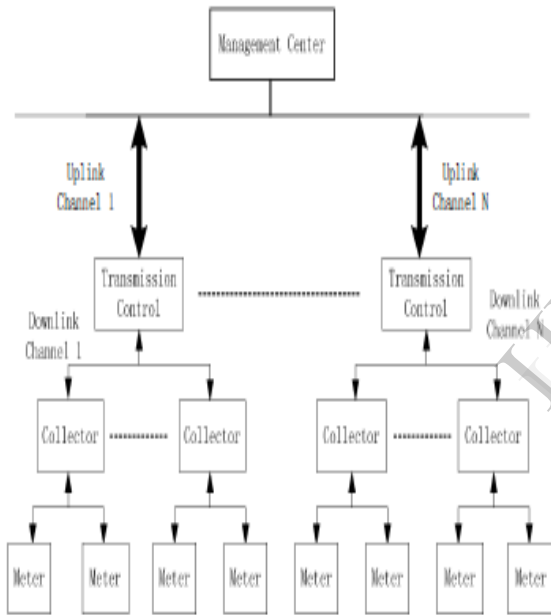 Management Center
Uplink
Channel 1
Uplink
Channel N
Transmission
Control
Transmission
Control
Downlink
Channel 1
Downlink
Channel N
Collector
Collector
Collector
Collector
Meter
Meter
Meter
Meter
Meter
Meter
Meter
Meter